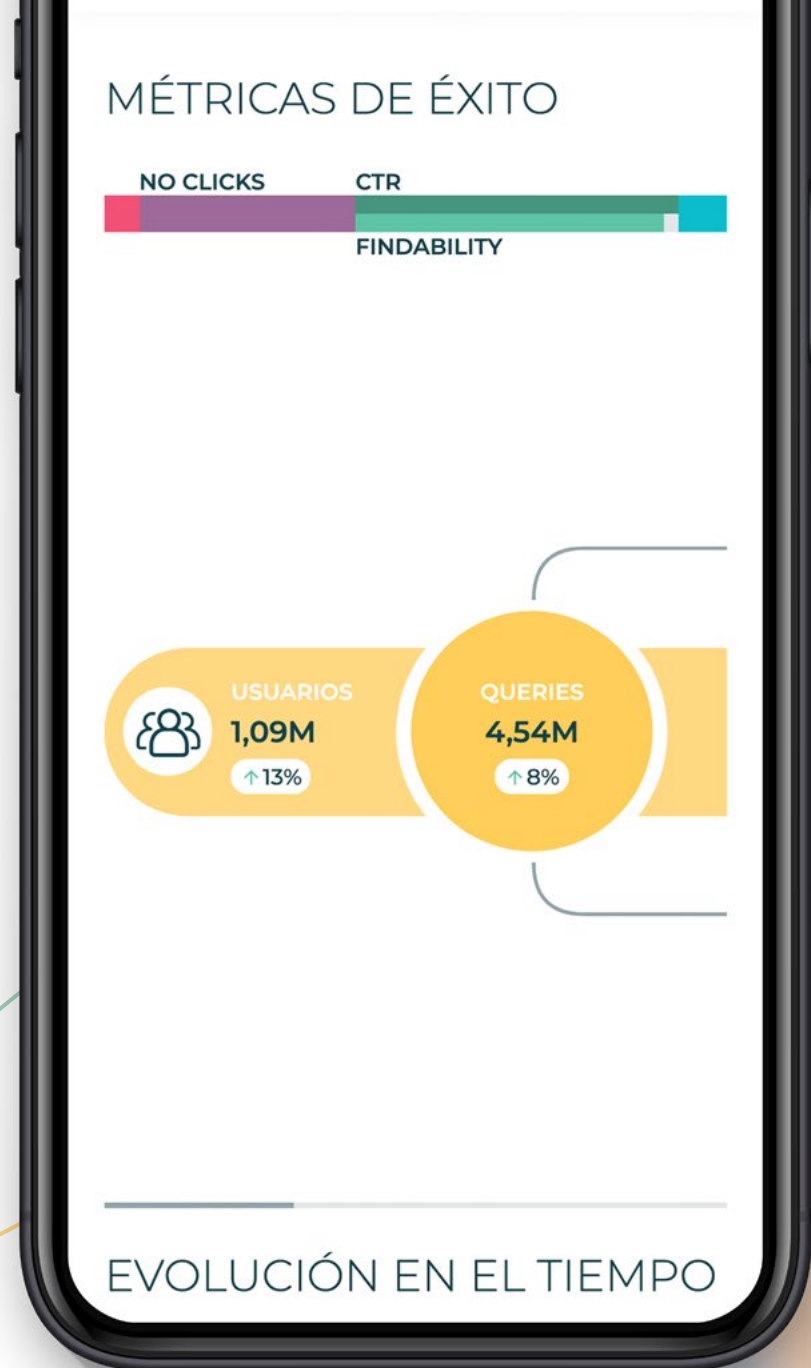 MÉTRICAS DE ÉXITO
NO CLICKS CTR
FINDABILITY
USUARIOS QUERIES
1,09M 4,54M
↑13% ↑8%
EVOLUCIÓN EN EL TIEMPO